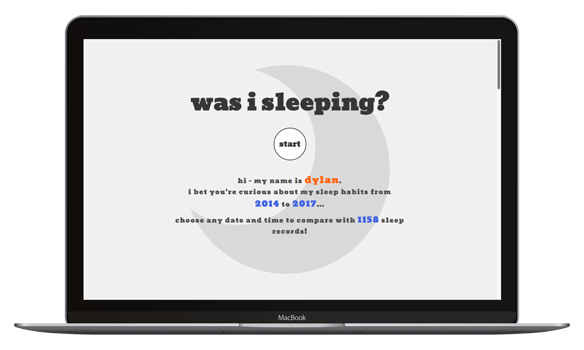 was i sleeping?
start
hi - my name is dylan.
i bet you're curious about my sleep habits from
2014 to 2017...
choose any date and time to compare with 1158 sleep
records!
MacBook